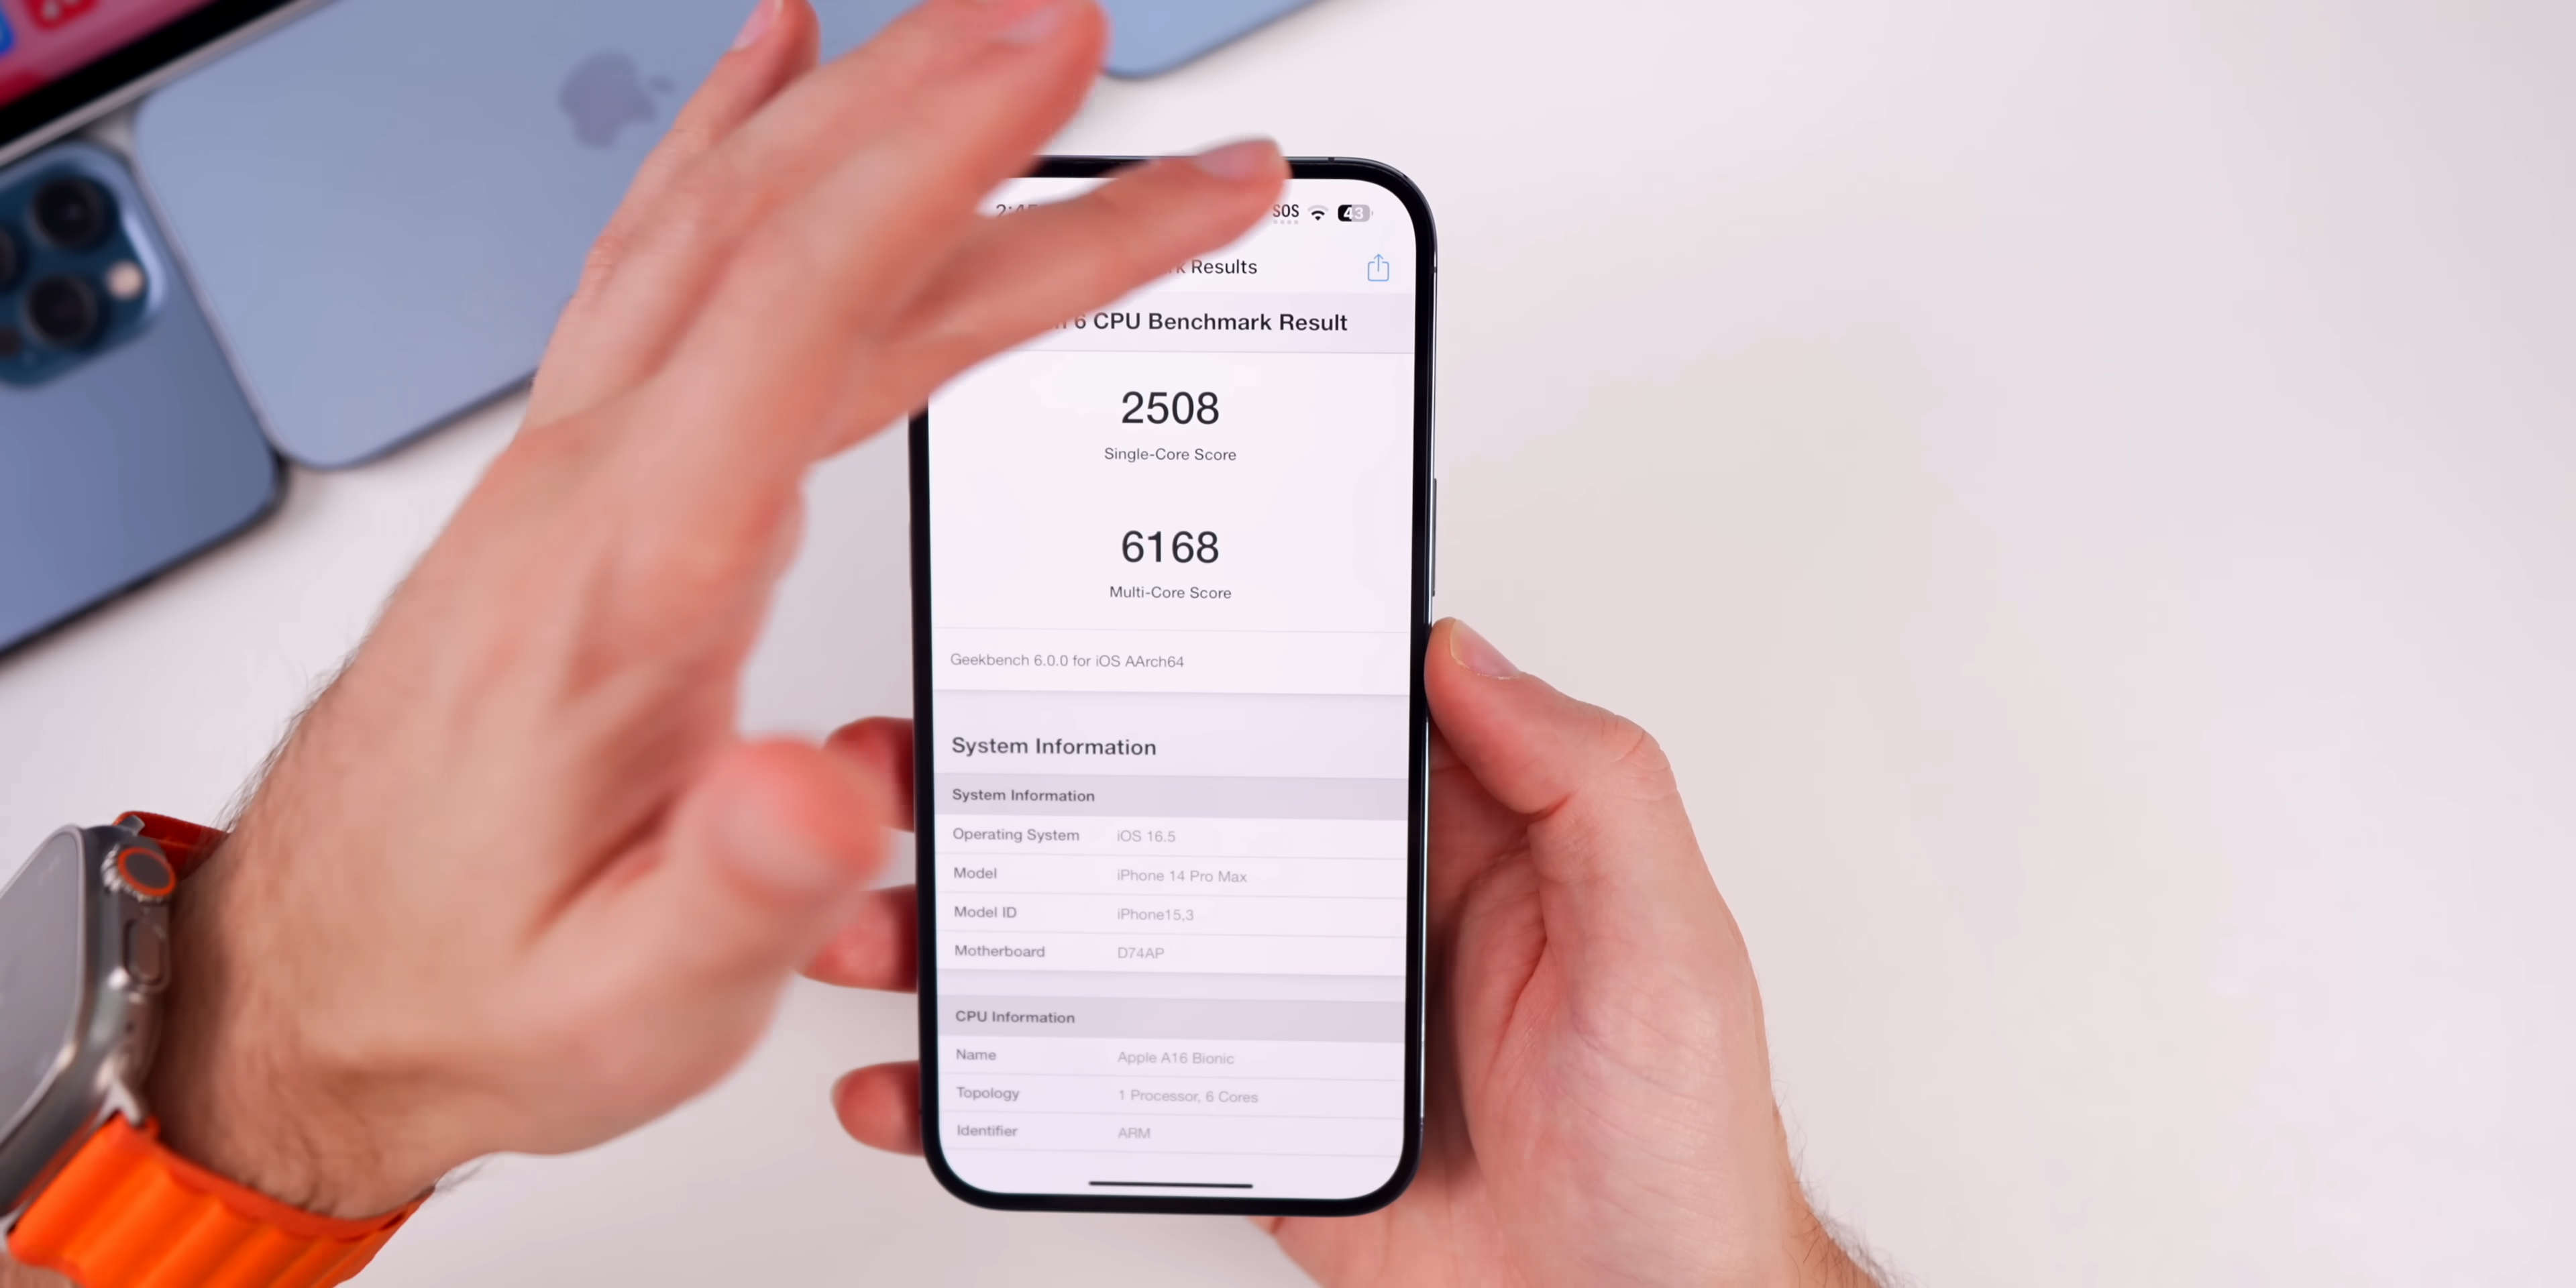 SOS 43
Results
6 CPU Benchmark Result
2508
Single-Core Score
6168
Multi-Core Score
Geekbench 6.0.0 for iOS AArch64
System Information
System Information
Operating System iOS 16.5
Model iPhone 14 Pro Max
Model ID iPhone15,3
Motherboard D74AP
CPU Information
Name Apple A16 Bionic
Topology 1 Processor, 6 Cores
Identifier ARM